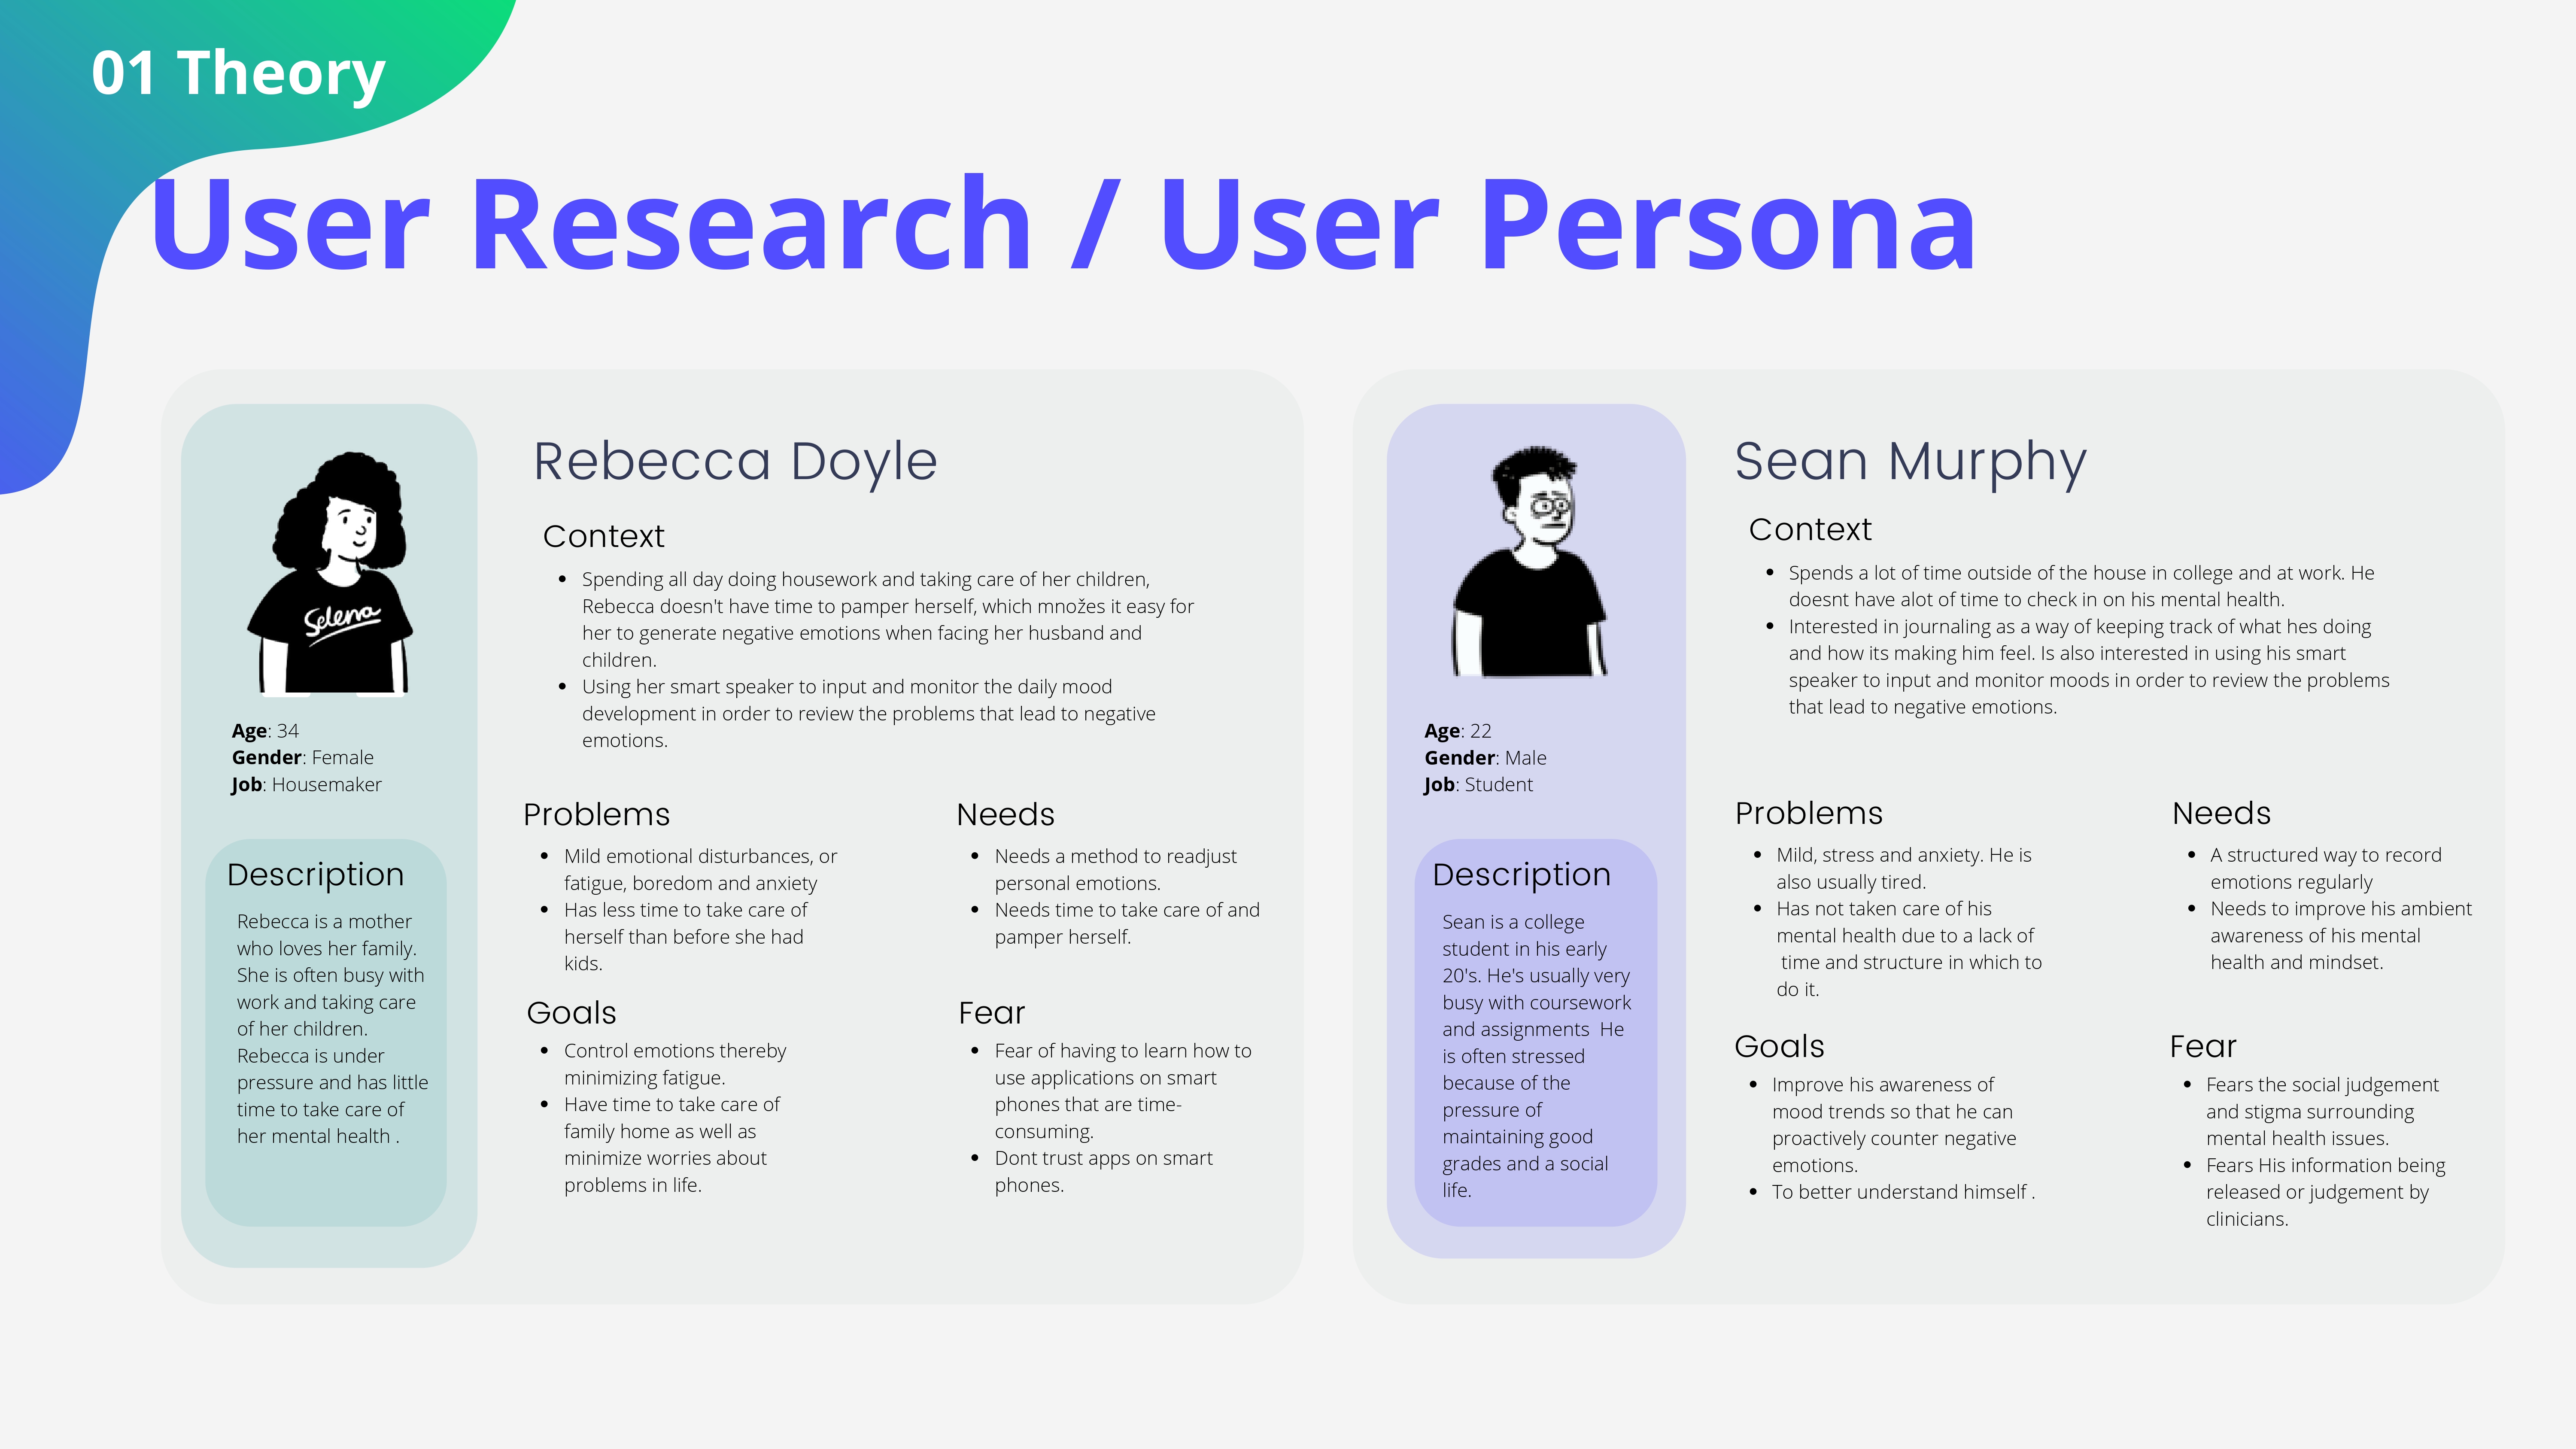 01 Theory
User Research / User Persona
Selena
Age: 34
Gender: Female
Job: Housemaker
Description
Rebecca is a mother
who loves her family.
She is often busy with
work and taking care
of her children.
Rebecca is under
pressure and has little
time to take care of
her mental health .
Rebecca Doyle
Context
• Spending all day doing housework and taking care of her children,
Rebecca doesn't have time to pamper herself, which množes it easy for
her to generate negative emotions when facing her husband and
children.
• Using her smart speaker to input and monitor the daily mood
development in order to review the problems that lead to negative
emotions.
Problems
• Mild emotional disturbances, or
fatigue, boredom and anxiety
• Has less time to take care of
herself than before she had
kids.
Needs
• Needs a method to readjust
personal emotions.
• Needs time to take care of and
pamper herself.
Goals
• Control emotions thereby
minimizing fatigue.
• Have time to take care of
family home as well as
minimize worries about
problems in life.
Fear
• Fear of having to learn how to
use applications on smart
phones that are time-
consuming.
• Dont trust apps on smart
phones.
Age: 22
Gender: Male
Job: Student
Description
Sean is a college
student in his early
20's. He's usually very
busy with coursework
and assignments  He
is often stressed
because of the
pressure of
maintaining good
grades and a social
life.
Sean Murphy
Context
• Spends a lot of time outside of the house in college and at work. He
doesnt have alot of time to check in on his mental health.
• Interested in journaling as a way of keeping track of what hes doing
and how its making him feel. Is also interested in using his smart
speaker to input and monitor moods in order to review the problems
that lead to negative emotions.
Problems
• Mild, stress and anxiety. He is
also usually tired.
• Has not taken care of his
mental health due to a lack of
time and structure in which to
do it.
Needs
• A structured way to record
emotions regularly
• Needs to improve his ambient
awareness of his mental
health and mindset.
Goals
• Improve his awareness of
mood trends so that he can
proactively counter negative
emotions.
• To better understand himself .
Fear
• Fears the social judgement
and stigma surrounding
mental health issues.
• Fears His information being
released or judgement by
clinicians.